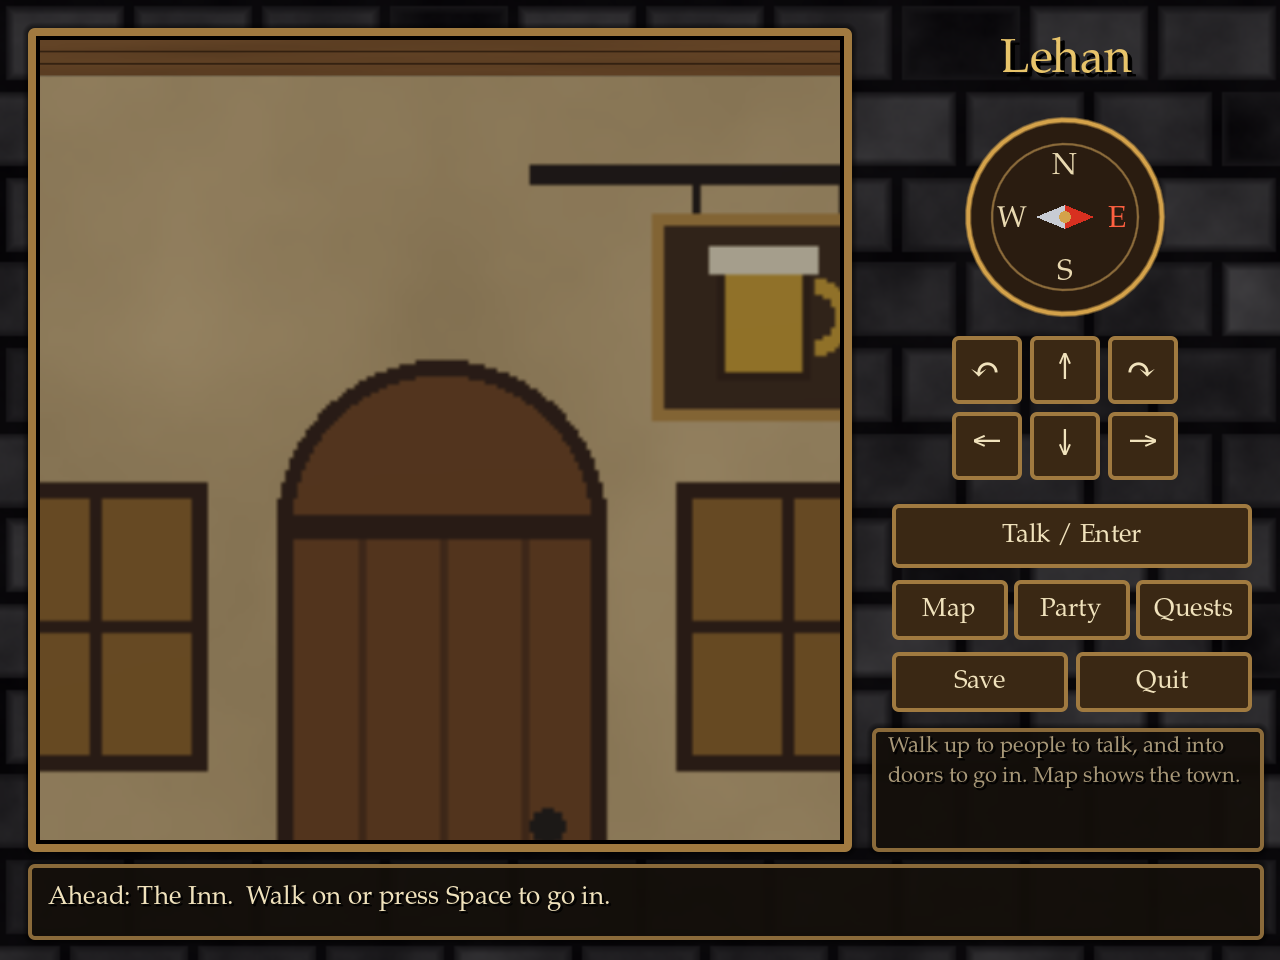 Lehan
N
W E
S
↶ ↑ ↷
← ↓ →
Talk / Enter
Map Party Quests
Save Quit
Walk up to people to talk, and into
doors to go in. Map shows the town.
Ahead: The Inn. Walk on or press Space to go in.